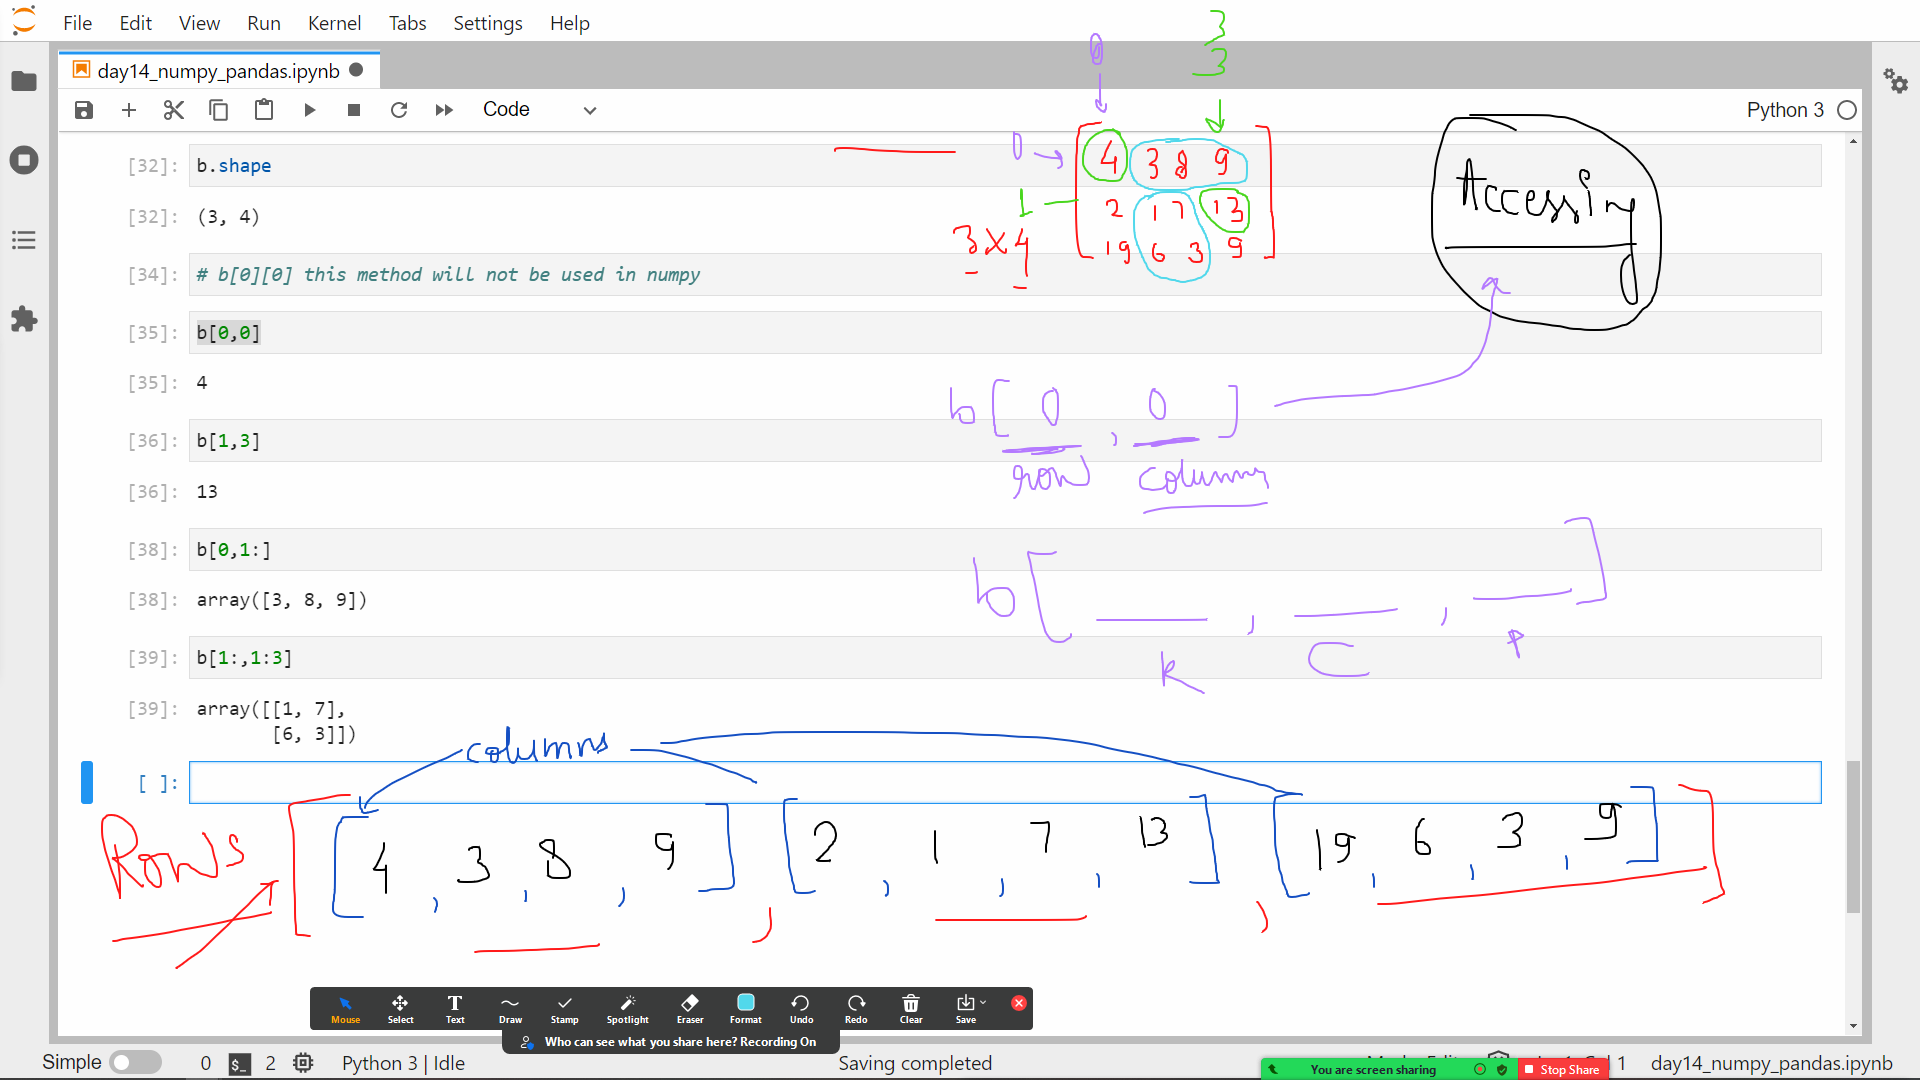 File Edit View Run Kernel Tabs Settings Help
day14_numpy_pandas.ipynb
Code
Python 3
[32]: b.shape
[32]: (3, 4)
[34]: # b[0][0] this method will not be used in numpy
[35]: b[0,0]
[35]: 4
[36]: b[1,3]
[36]: 13
[38]: b[0,1:]
[38]: array([3, 8, 9])
[39]: b[1:,1:3]
[39]: array([[1, 7],
[6, 3]])
[ ]:
0
3
3
0
4 3 8 9
1
2 1 7 13
3 X 4
19 6 3 9
Accessing
b[ 0 , 0 ]
row column
b[ , , ]
C
columns
Rows
[[4, 3, 8, 9], [2, 1, 7, 13], [19, 6, 3, 9]]
Mouse Select Text Draw Stamp Spotlight Eraser Format Undo Redo Clear Save
Who can see what you share here? Recording On
Simple 0 2 Python 3 | Idle Saving completed 1 day14_numpy_pandas.ipynb
You are screen sharing Stop Share